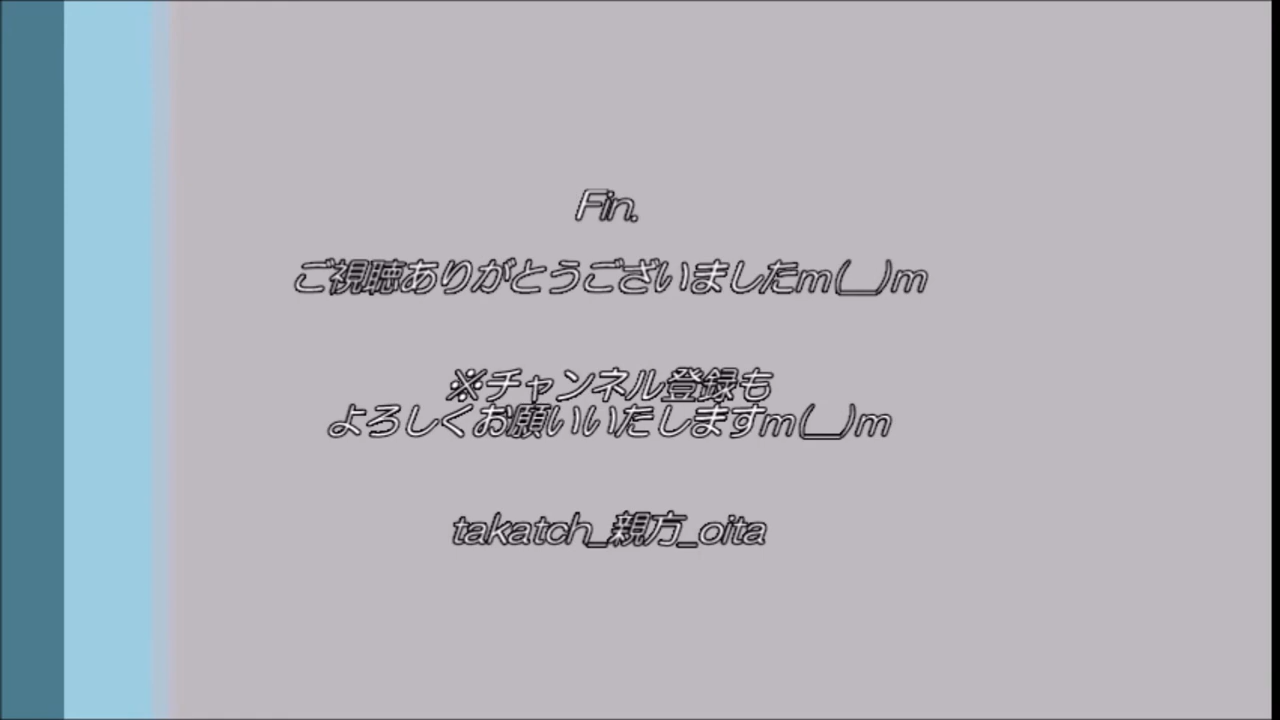 Fin.
ご視聴ありがとうございましたm(__)m
※チャンネル登録も
よろしくお願いいたしますm(__)m
takatch_親方_oita